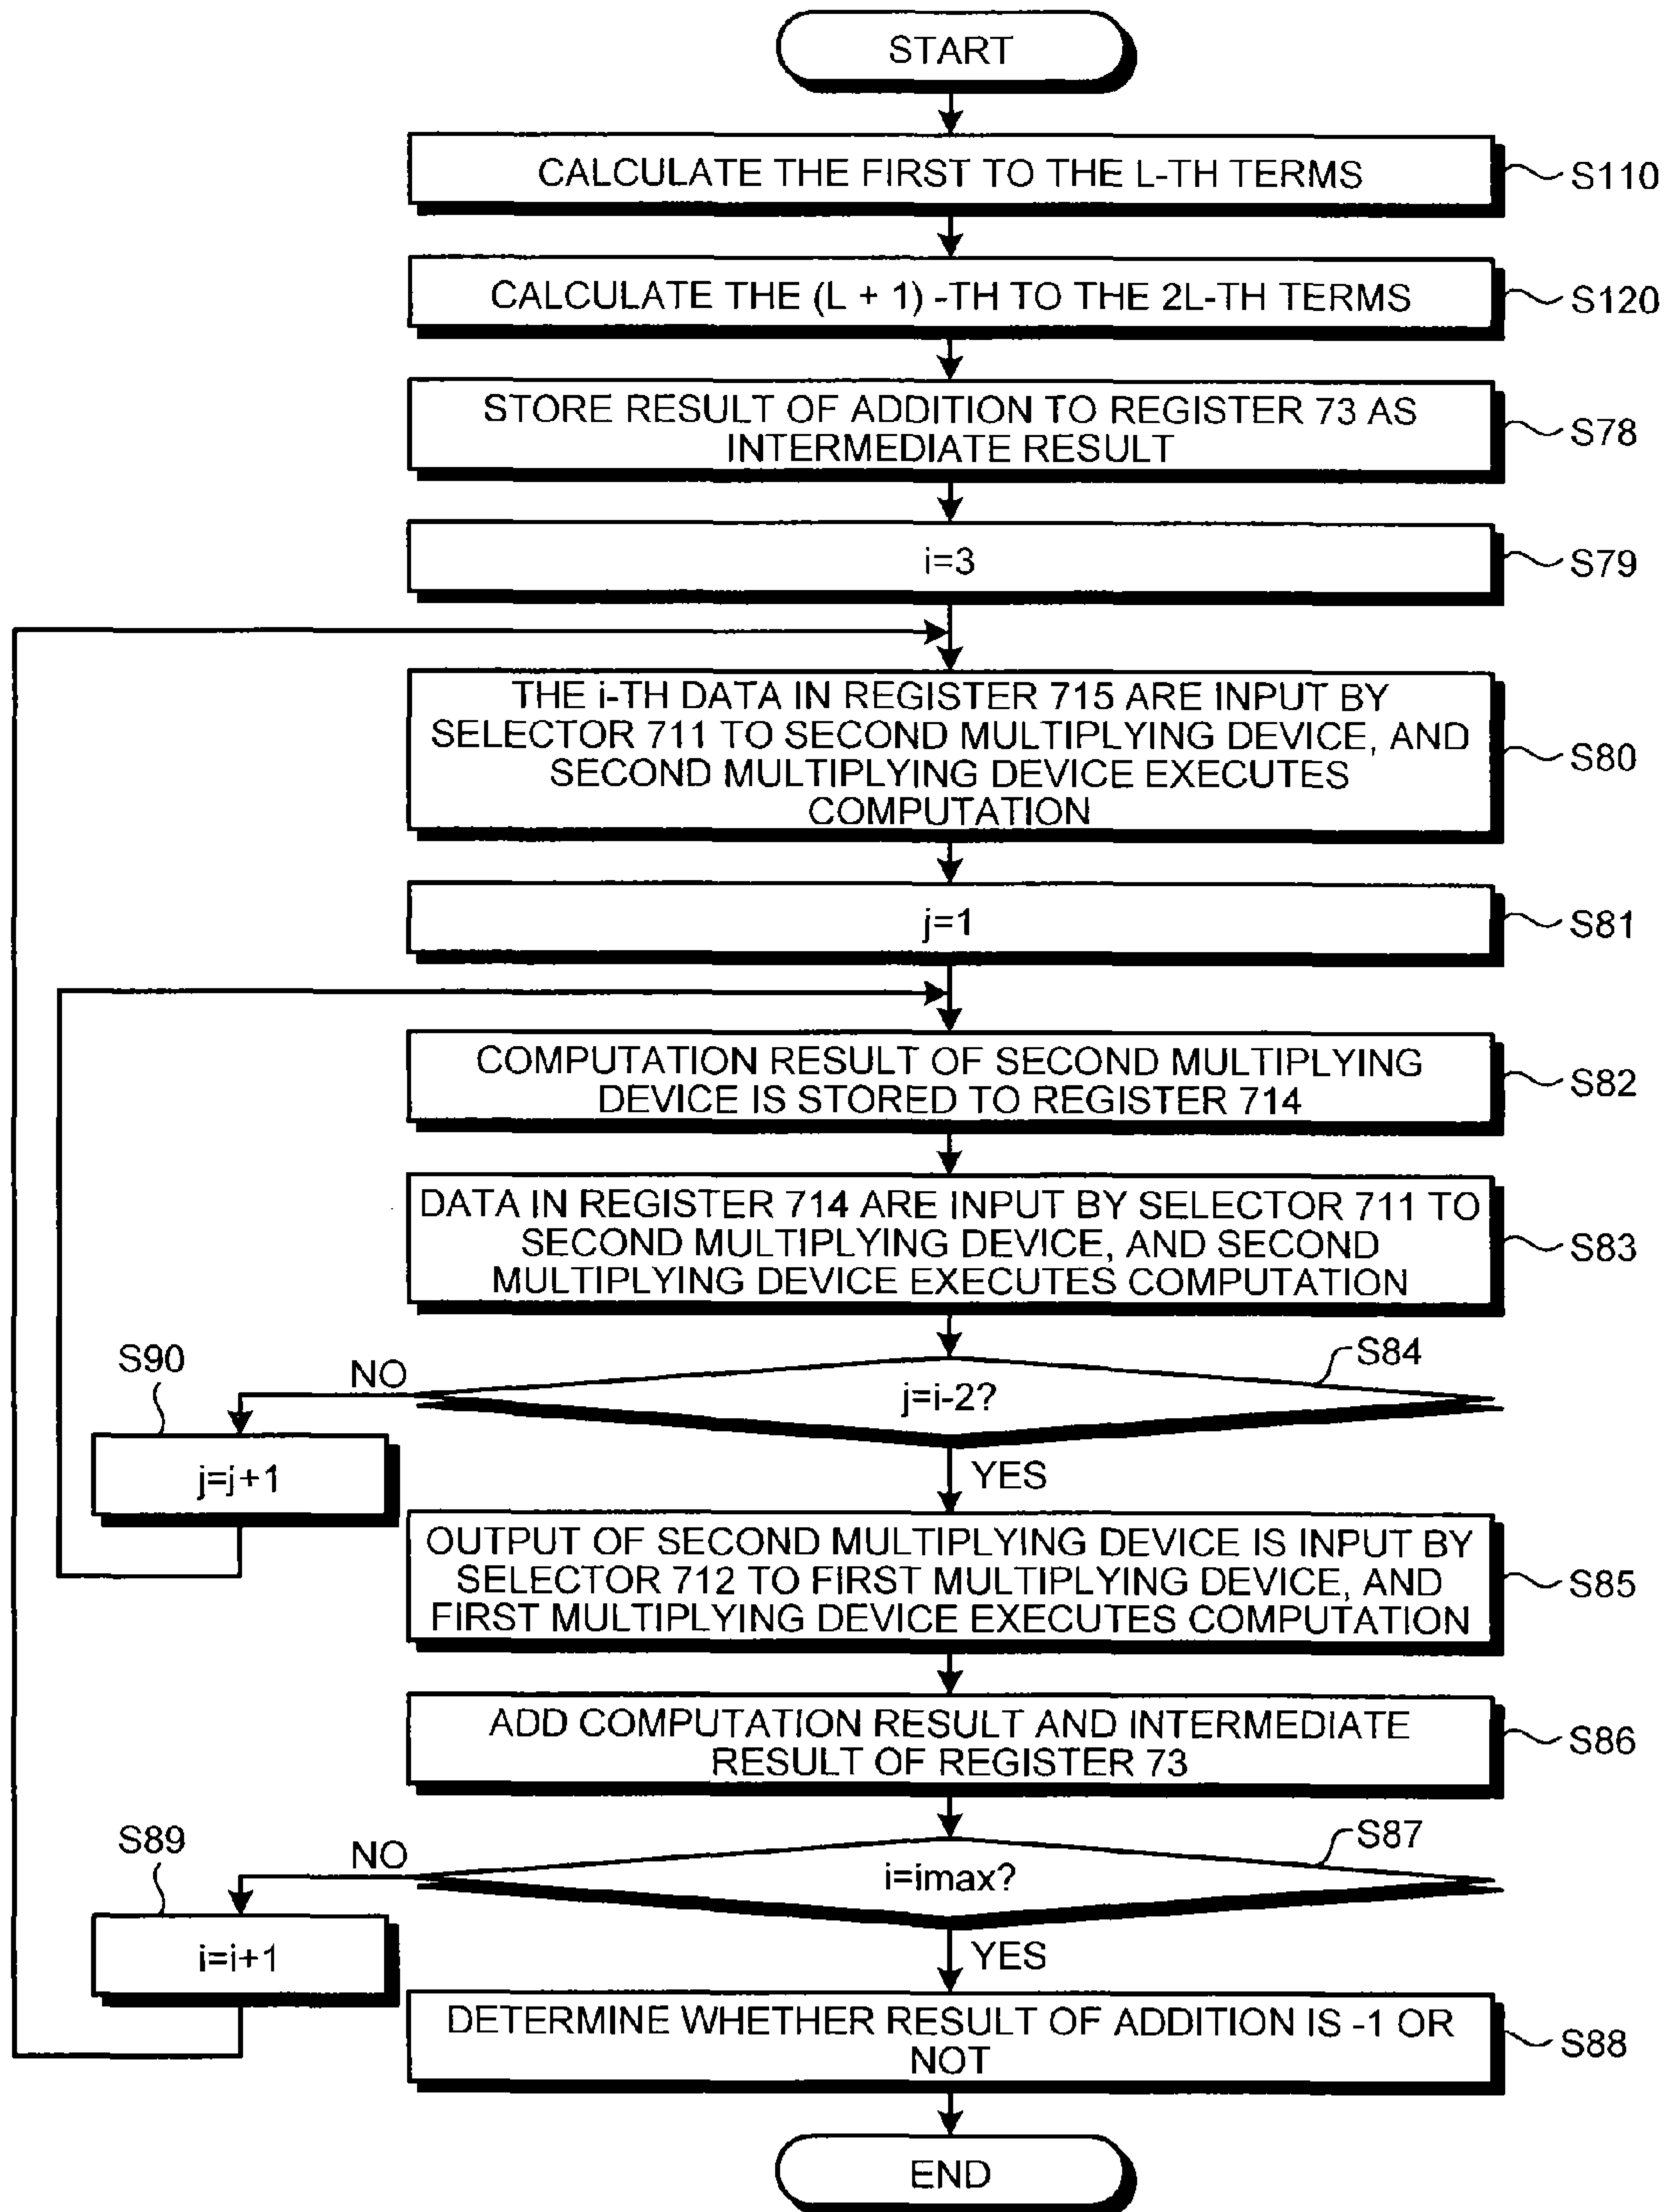 START
CALCULATE THE FIRST TO THE L-TH TERMS
S110
CALCULATE THE (L + 1) -TH TO THE 2L-TH TERMS
S120
STORE RESULT OF ADDITION TO REGISTER 73 AS
INTERMEDIATE RESULT
S78
i=3
S79
THE i-TH DATA IN REGISTER 715 ARE INPUT BY
SELECTOR 711 TO SECOND MULTIPLYING DEVICE, AND
SECOND MULTIPLYING DEVICE EXECUTES
COMPUTATION
S80
j=1
S81
COMPUTATION RESULT OF SECOND MULTIPLYING
DEVICE IS STORED TO REGISTER 714
S82
DATA IN REGISTER 714 ARE INPUT BY SELECTOR 711 TO
SECOND MULTIPLYING DEVICE, AND SECOND
MULTIPLYING DEVICE EXECUTES COMPUTATION
S83
S84
j=i-2?
NO
S90
j=j+1
YES
OUTPUT OF SECOND MULTIPLYING DEVICE IS INPUT BY
SELECTOR 712 TO FIRST MULTIPLYING DEVICE, AND
FIRST MULTIPLYING DEVICE EXECUTES COMPUTATION
S85
ADD COMPUTATION RESULT AND INTERMEDIATE
RESULT OF REGISTER 73
S86
S87
i=imax?
NO
S89
i=i+1
YES
DETERMINE WHETHER RESULT OF ADDITION IS -1 OR
NOT
S88
END